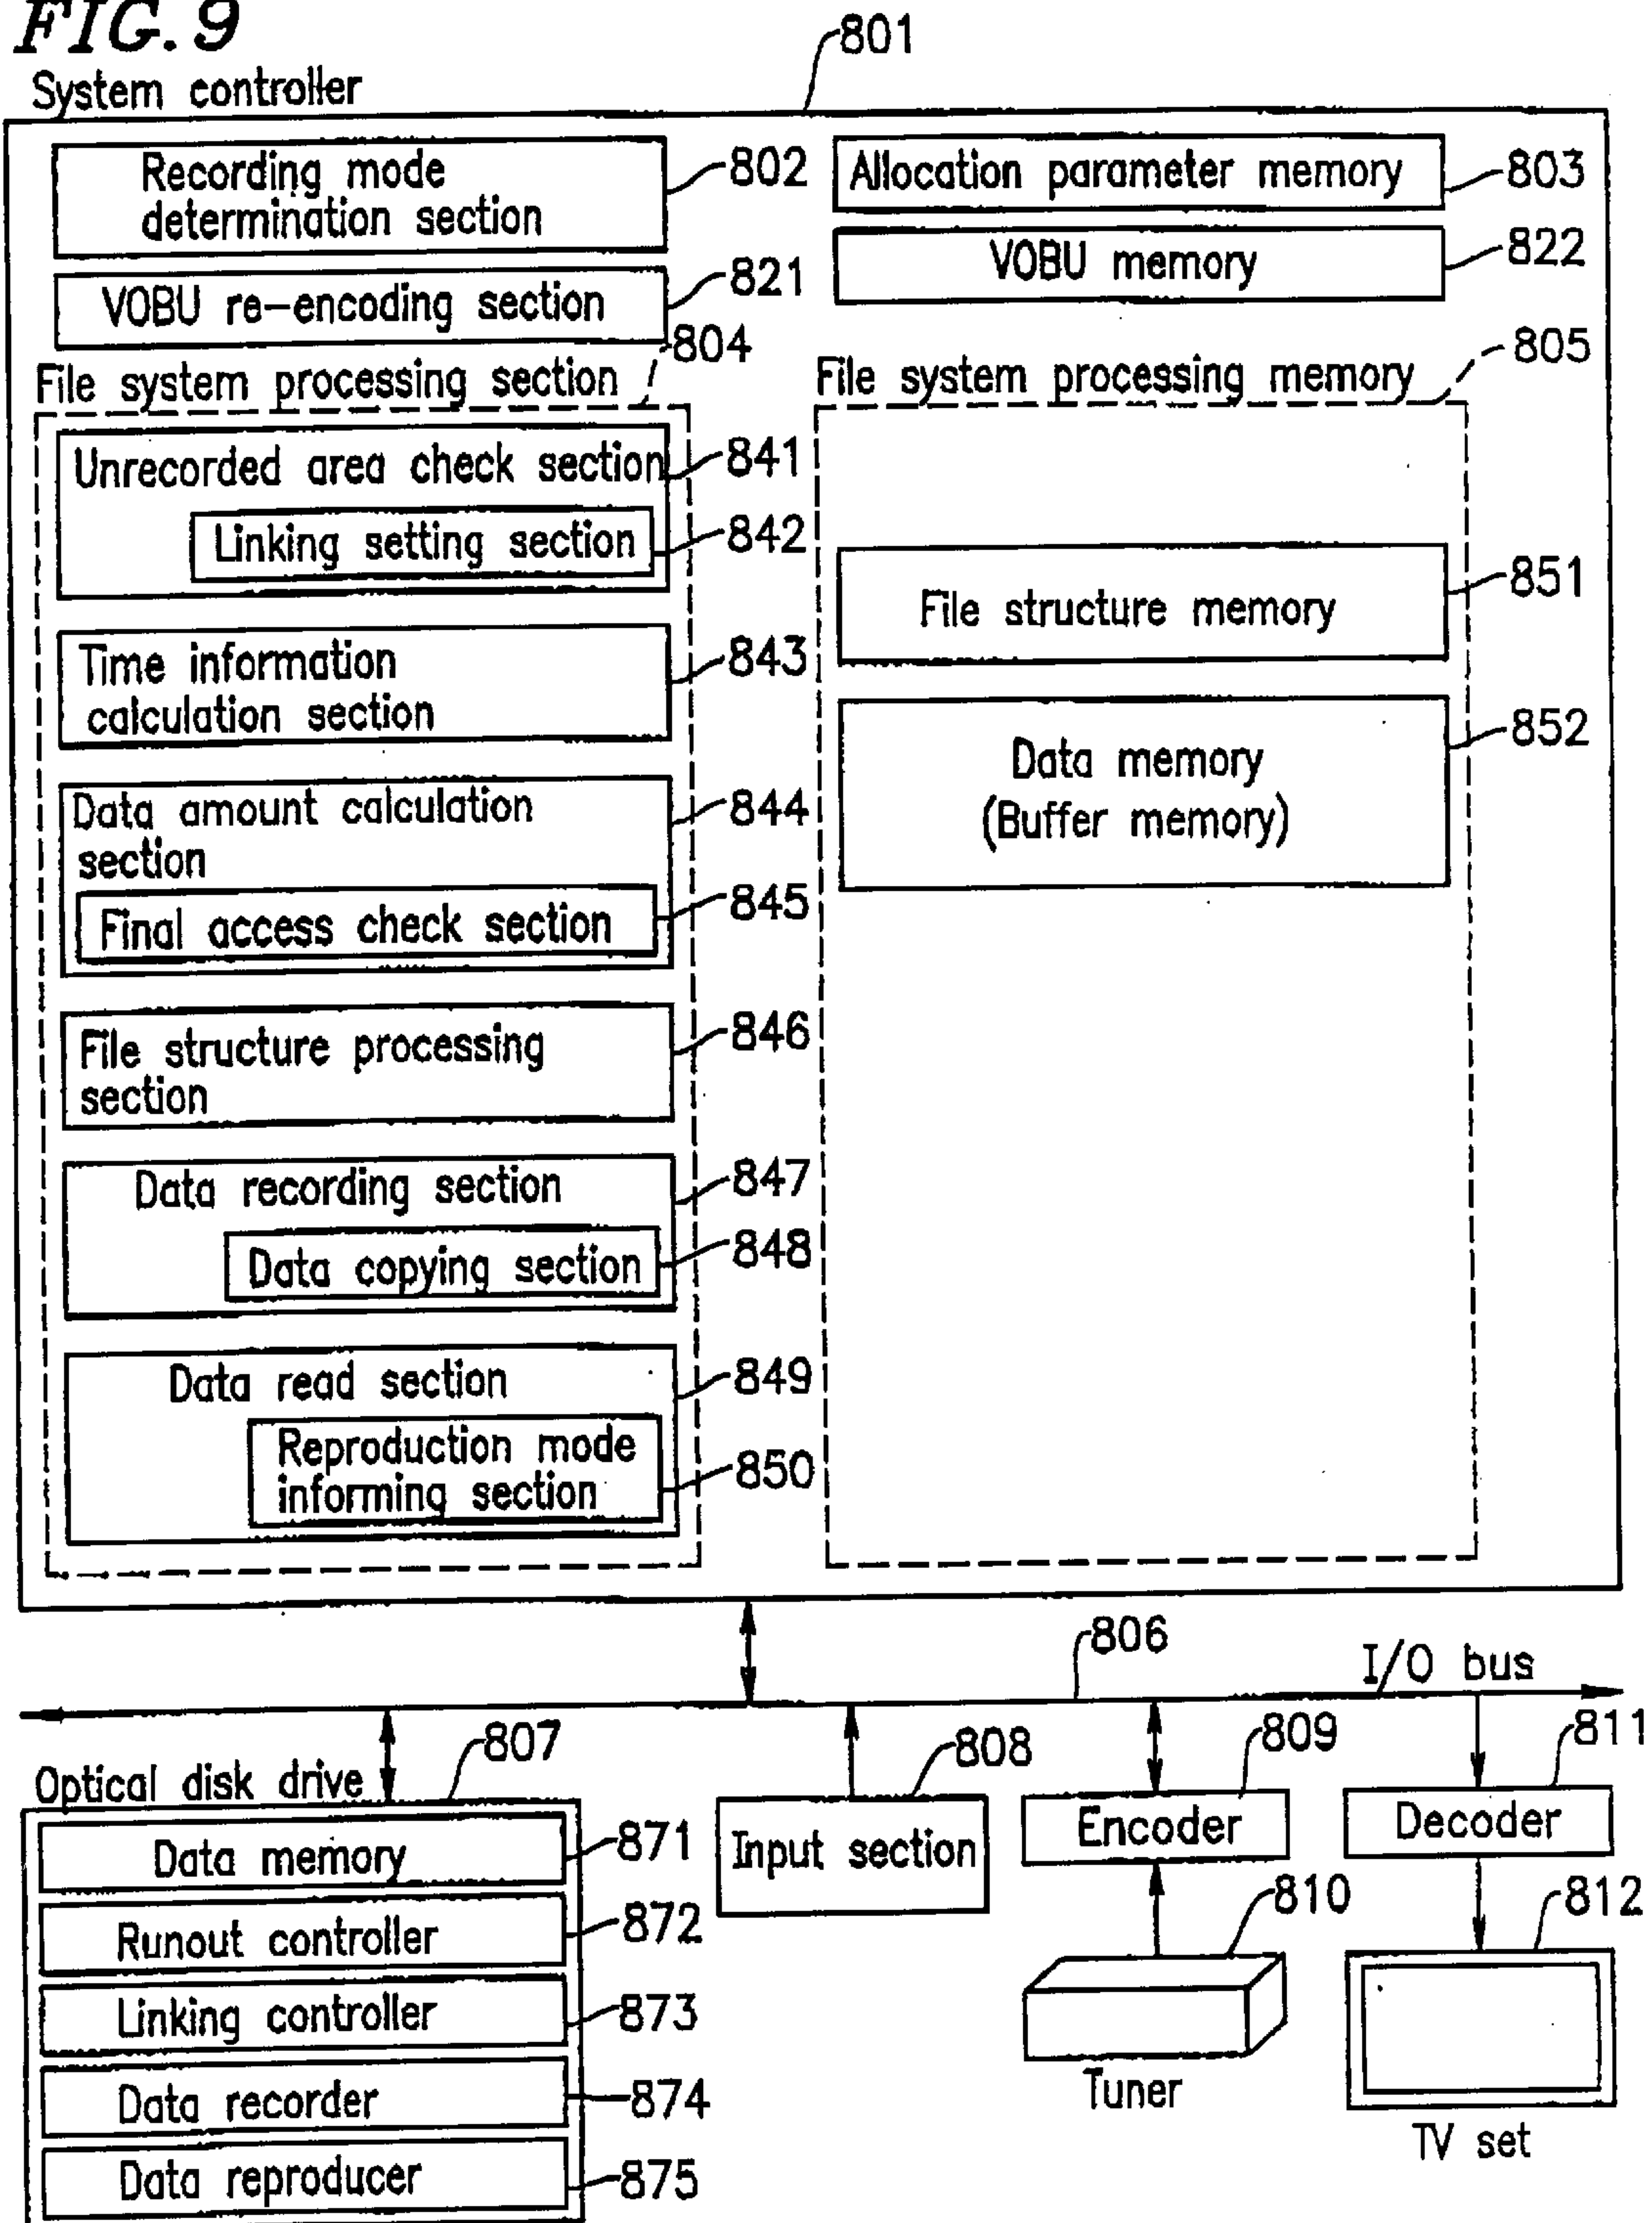 FIG. 9
System controller
801
Recording mode
determination section
802
Allocation parameter memory
803
VOBU re-encoding section
821
VOBU memory
822
File system processing section
804
File system processing memory
805
Unrecorded area check section
841
Linking setting section
842
Time information
calculation section
843
Data amount calculation
section
844
Final access check section
845
File structure processing
section
846
Data recording section
847
Data copying section
848
Data read section
849
Reproduction mode
informing section
850
File structure memory
851
Data memory
(Buffer memory)
852
806
I/O bus
Optical disk drive
807
Data memory
871
Runout controller
872
Linking controller
873
Data recorder
874
Data reproducer
875
808
Input section
809
Encoder
810
Tuner
811
Decoder
812
TV set